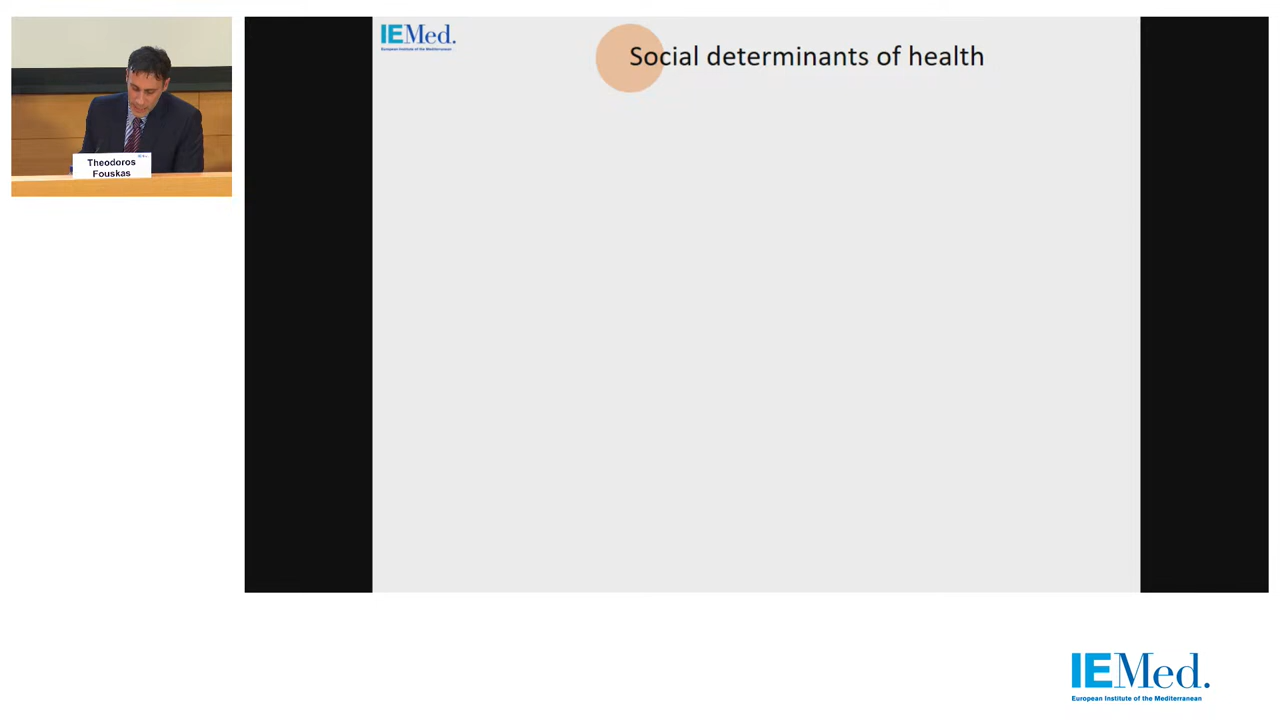 IEMed.
European Institute of the Mediterranean
Social determinants of health
Theodoros
Fouskas
IEMed.
European Institute of the Mediterranean